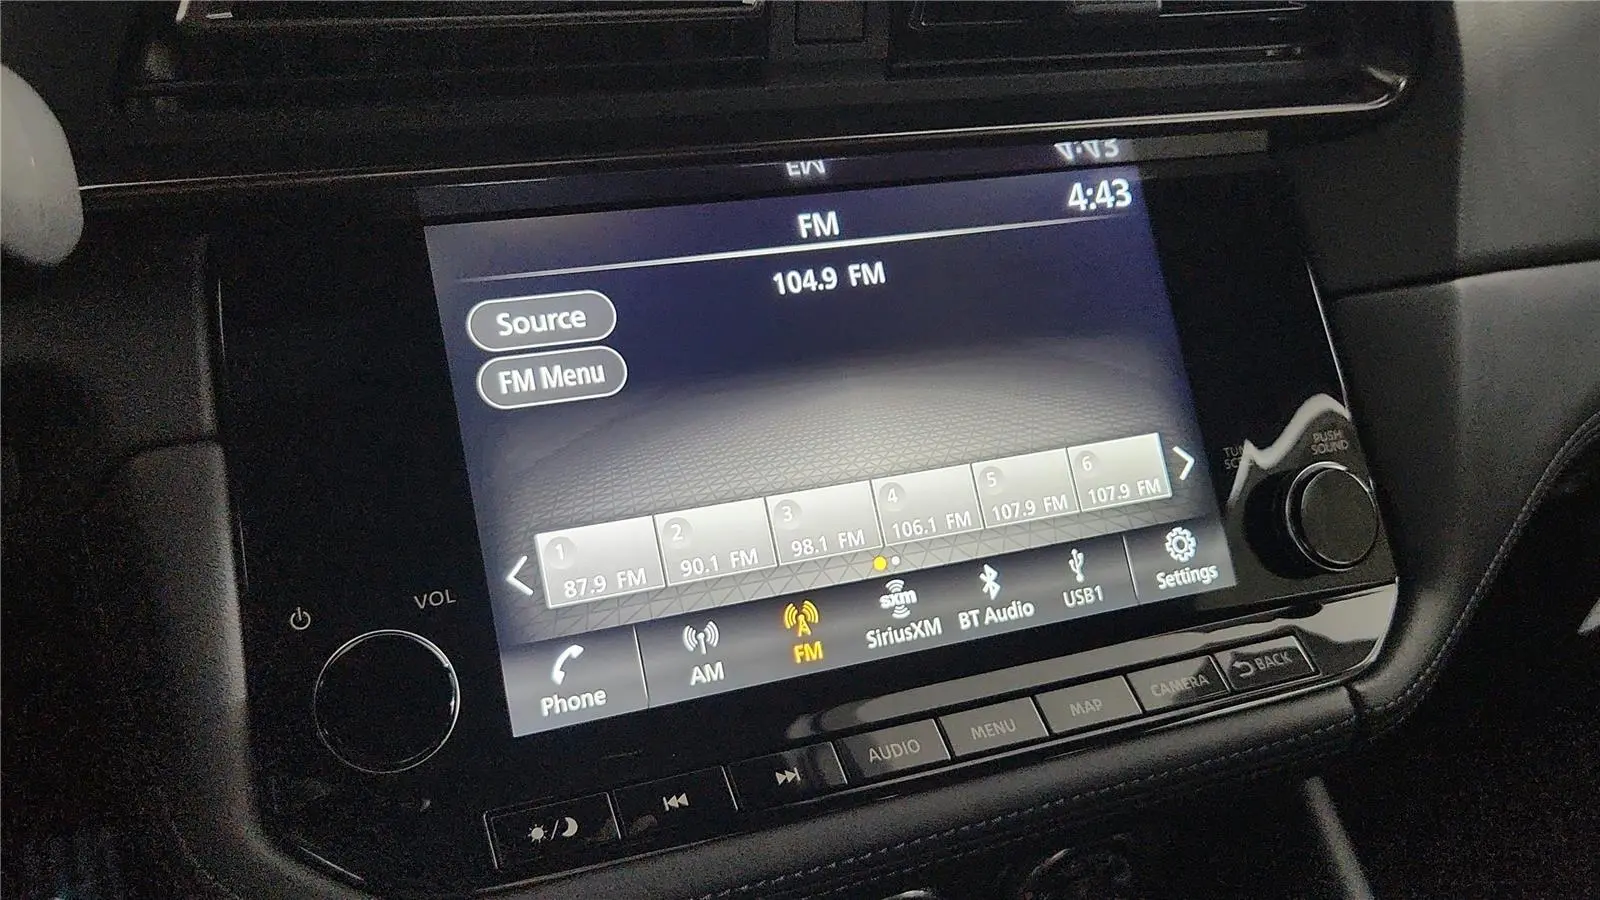 4:43
FM
104.9 FM
Source
FM Menu
1
87.9 FM
2
90.1 FM
3
98.1 FM
4
106.1 FM
5
107.9 FM
6
107.9 FM
Phone
AM
FM
sxm
SiriusXM
BT Audio
USB1
Settings
VOL
PUSH
SOUND
AUDIO
MENU
MAP
CAMERA
BACK